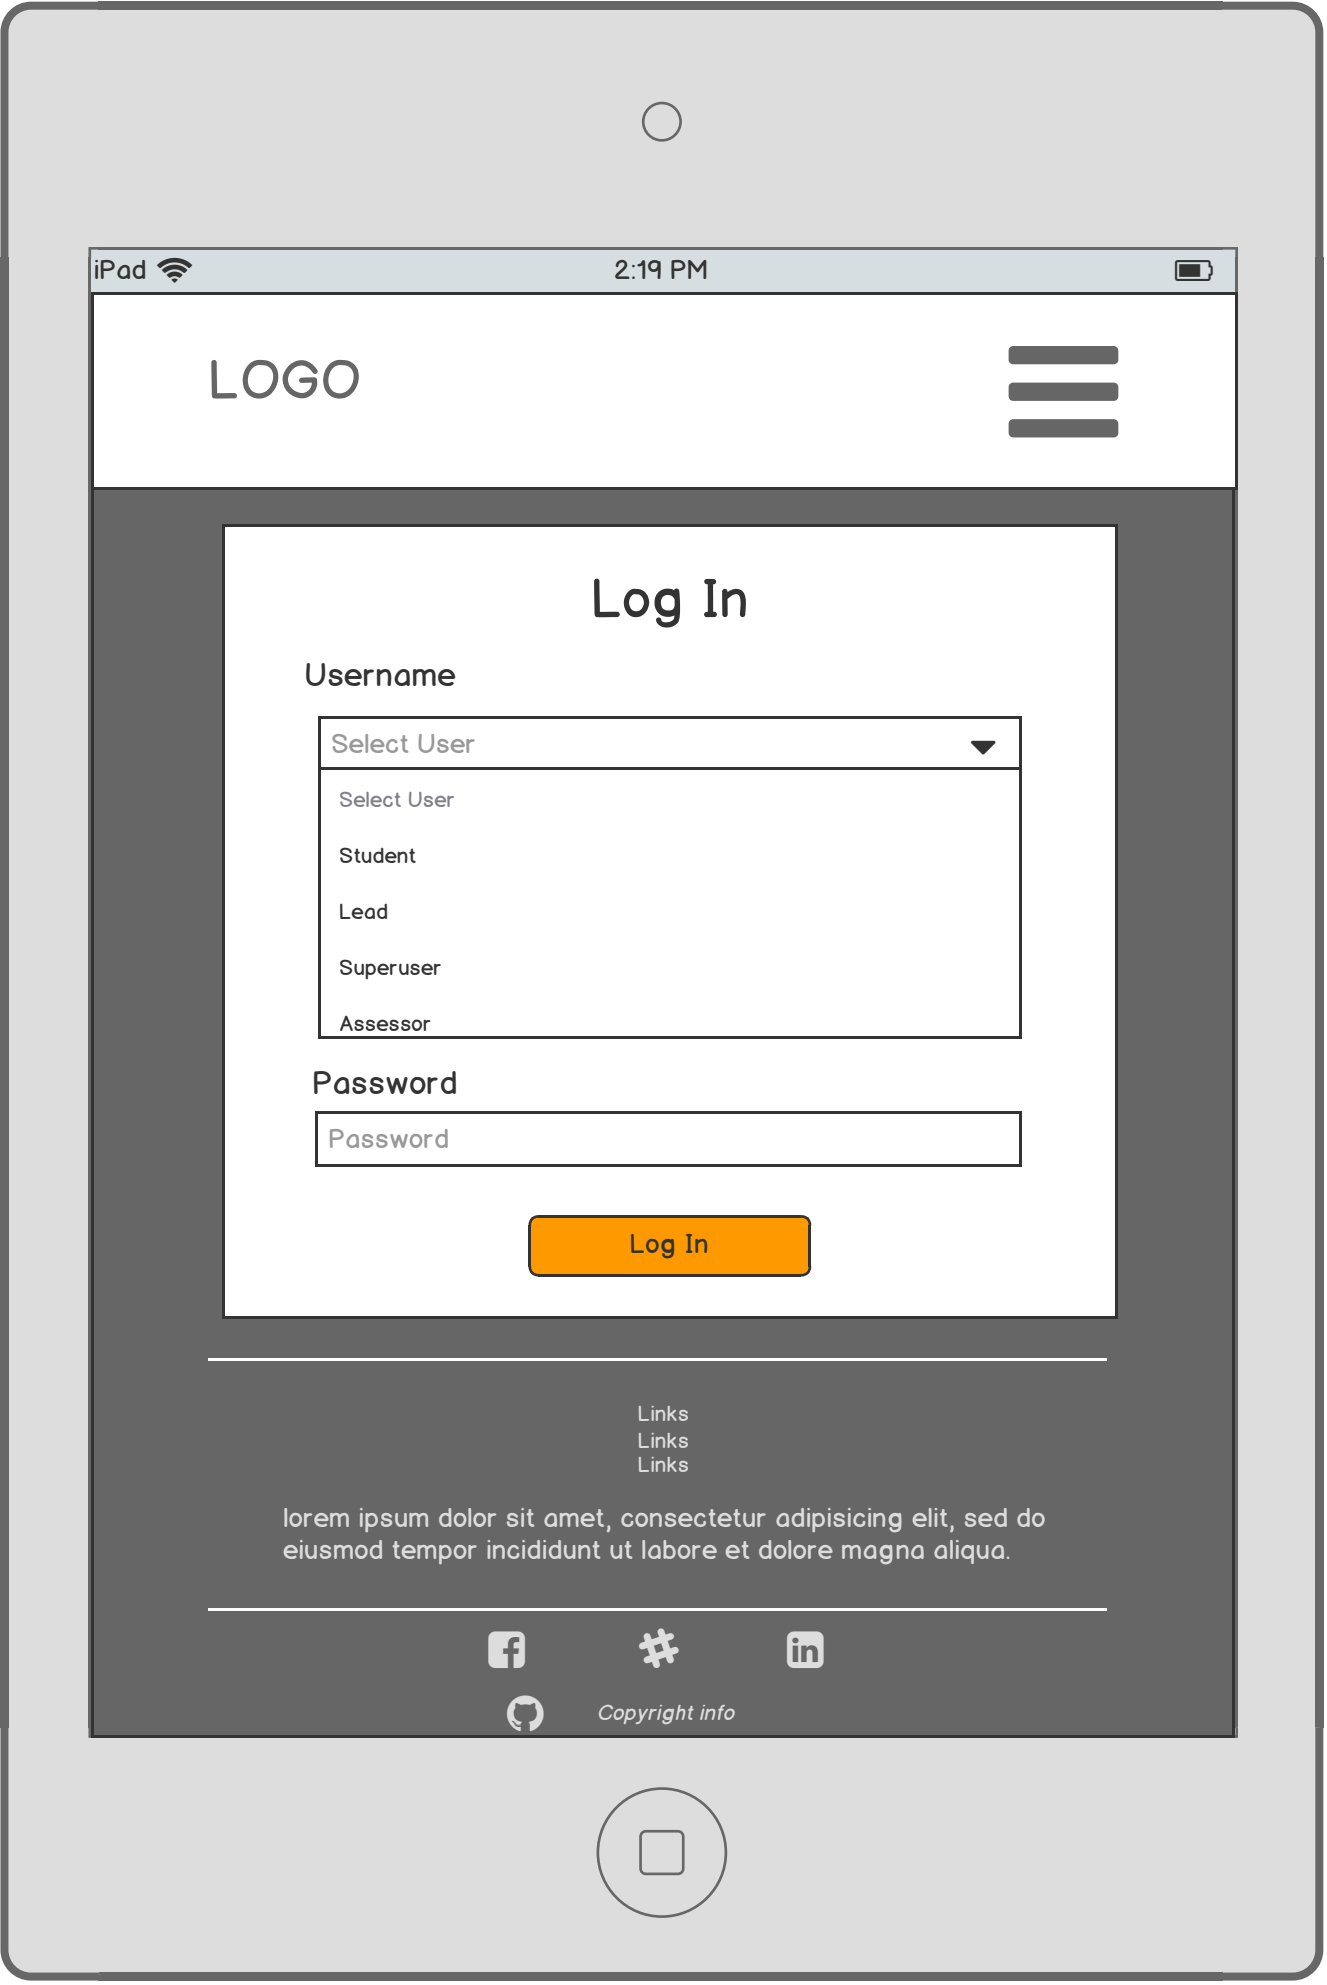 iPad 2:19 PM
LOGO
Log In
Username
Select User
Select User
Student
Lead
Superuser
Assessor
Password
Password
Log In
Links
Links
Links
lorem ipsum dolor sit amet, consectetur adipisicing elit, sed do
eiusmod tempor incididunt ut labore et dolore magna aliqua.
Copyright info